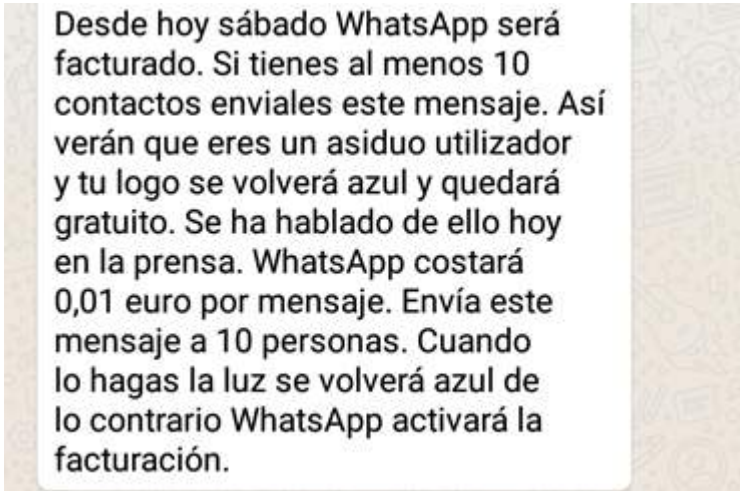 Desde hoy sábado WhatsApp será
facturado. Si tienes al menos 10
contactos enviales este mensaje. Así
verán que eres un asiduo utilizador
y tu logo se volverá azul y quedará
gratuito. Se ha hablado de ello hoy
en la prensa. WhatsApp costará
0,01 euro por mensaje. Envía este
mensaje a 10 personas. Cuando
lo hagas la luz se volverá azul de
lo contrario WhatsApp activará la
facturación.